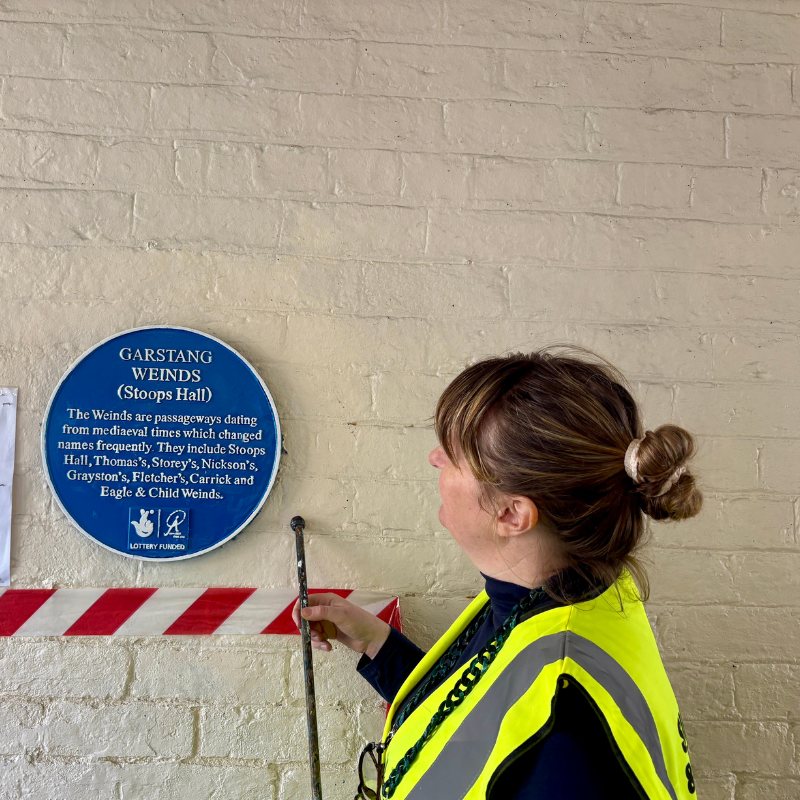 GARSTANG
WEINDS
(Stoops Hall)
The Weinds are passageways dating
from mediaeval times which changed
names frequently. They include Stoops
Hall, Thomas's, Storey's, Nickson's,
Grayston's, Fletcher's, Carrick and
Eagle & Child Weinds.
LOTTERY FUNDED